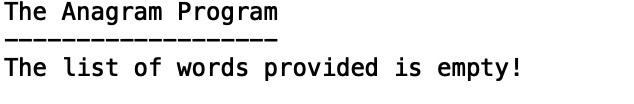 The Anagram Program
-------------------
The list of words provided is empty!